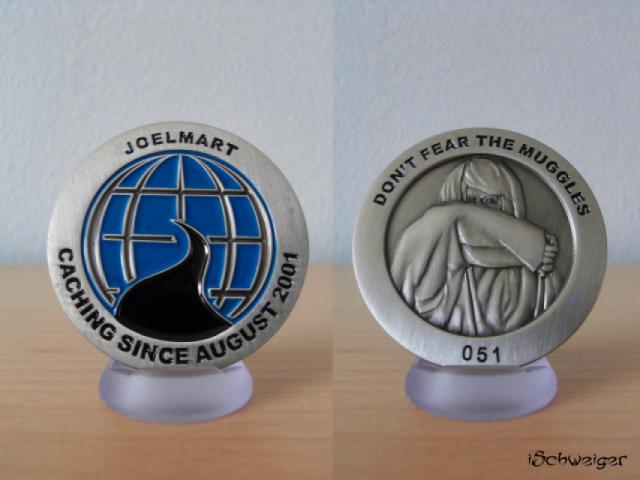 JOELMART
CACHING SINCE AUGUST 2001
DON'T FEAR THE MUGGLES
051
iSchweiger